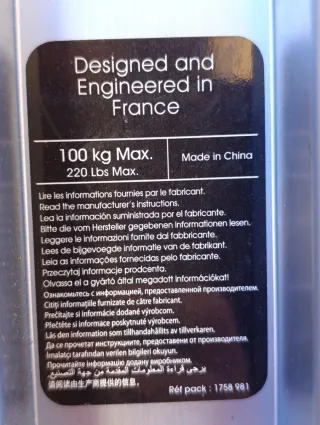 Designed and
Engineered in
France
100 kg Max.
220 Lbs Max.
Made in China
Lire les informations fournies par le fabricant.
Read the manufacturer's instructions.
Lea la información suministrada por el fabricante.
Bitte die vom Hersteller gegebenen Informationen lesen.
Leggere le informazioni fornite dal fabbricante.
Lees de bijgevoegde informatie van de fabrikant.
Leia as informações fornecidas pelo fabricante.
Przeczytaj informacje prodcenta.
Olvassa el a gyártó által megadott információkat!
Ознакомьтесь с информацией, предоставленной производителем.
Citiţi informaţiile furnizate de către fabricant.
Prečítajte si informácie dodané výrobcom.
Přečtěte si informace poskytnuté výrobcem.
Läs den information som tillhandahållits av tillverkaren.
Да се прочетат инструкциите, предоставени от производителя.
İmalatçı tarafından verilen bilgileri okuyun.
Прочитайте інформацію додану виробником.
يرجى قراءة المعلومات المقدمة من جهة التصنيع.
请阅读由生产商提供的信息。
Réf pack : 1758 981